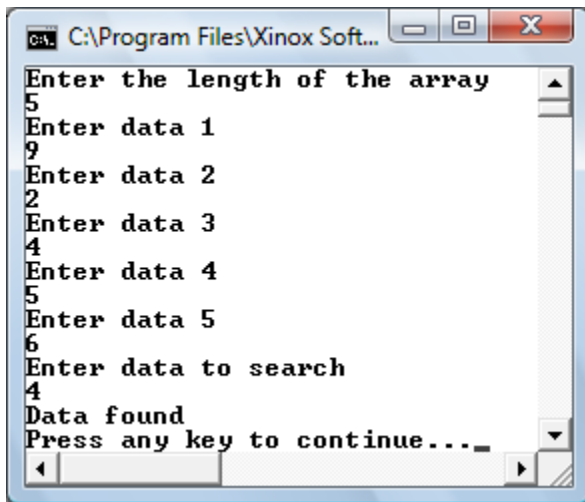 C:\Program Files\Xinox Soft...
Enter the length of the array
5
Enter data 1
9
Enter data 2
2
Enter data 3
4
Enter data 4
5
Enter data 5
6
Enter data to search
4
Data found
Press any key to continue..._